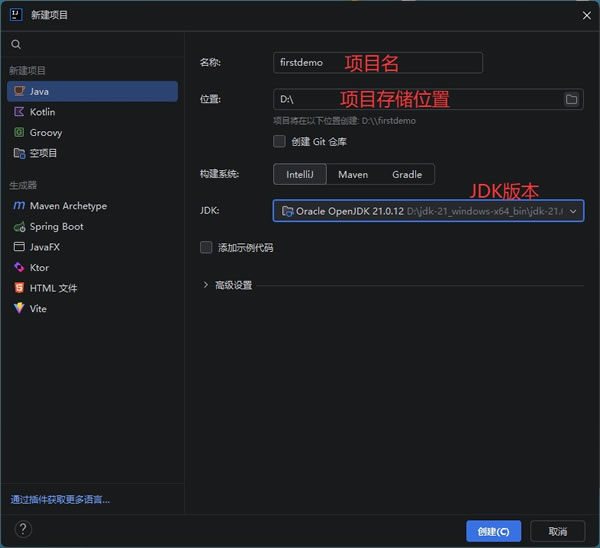 新建项目
新建项目
Java
Kotlin
Groovy
空项目
生成器
Maven Archetype
Spring Boot
JavaFX
Ktor
HTML 文件
Vite
通过插件获取更多语言...
名称: firstdemo 项目名
位置: D:\ 项目存储位置
项目将在以下位置创建: D:\\firstdemo
创建 Git 仓库
构建系统: IntelliJ Maven Gradle
JDK版本
JDK: Oracle OpenJDK 21.0.12 D:\jdk-21_windows-x64_bin\jdk-21.
添加示例代码
高级设置
? 创建(C) 取消